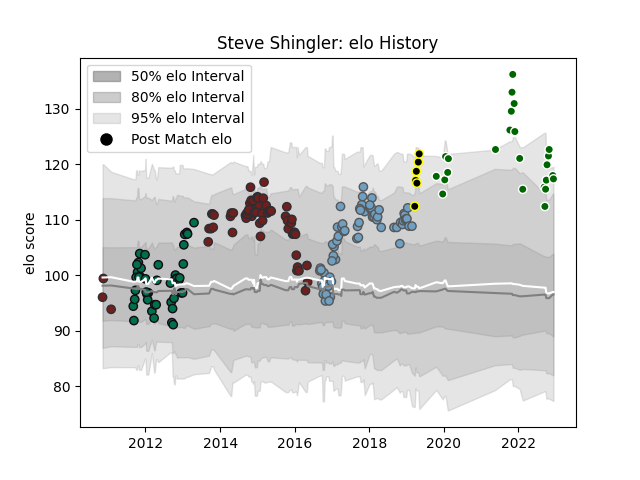 Steve Shingler: elo History
50% elo Interval
80% elo Interval
95% elo Interval
Post Match elo
elo score
130
120
110
100
90
80
2012 2014 2016 2018 2020 2022